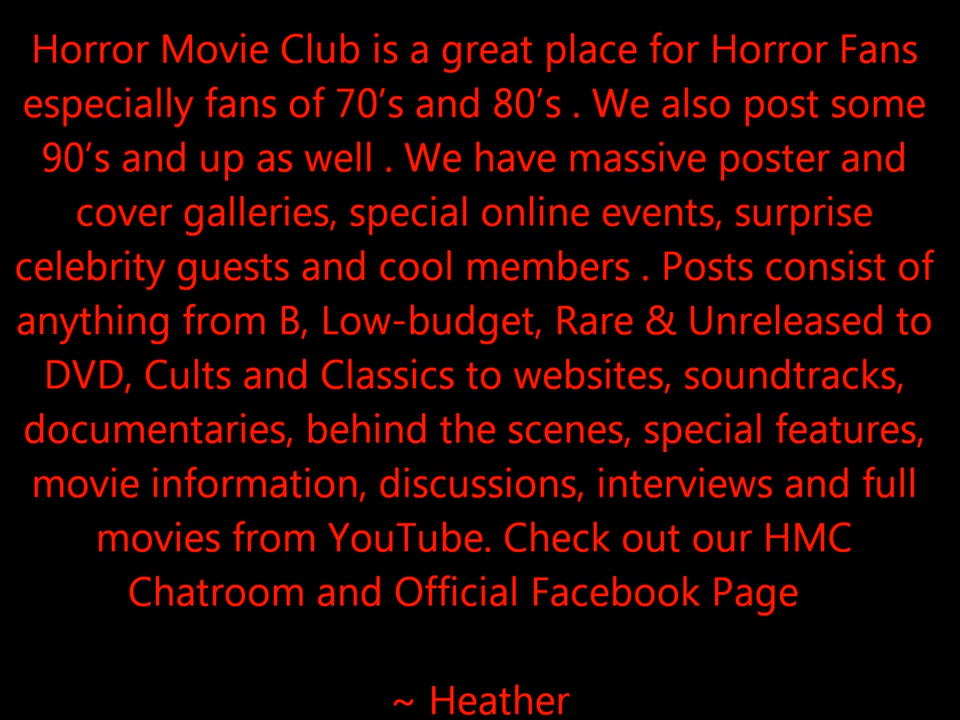 Horror Movie Club is a great place for Horror Fans
especially fans of 70’s and 80’s . We also post some
90’s and up as well . We have massive poster and
cover galleries, special online events, surprise
celebrity guests and cool members . Posts consist of
anything from B, Low-budget, Rare & Unreleased to
DVD, Cults and Classics to websites, soundtracks,
documentaries, behind the scenes, special features,
movie information, discussions, interviews and full
movies from YouTube. Check out our HMC
Chatroom and Official Facebook Page
~ Heather